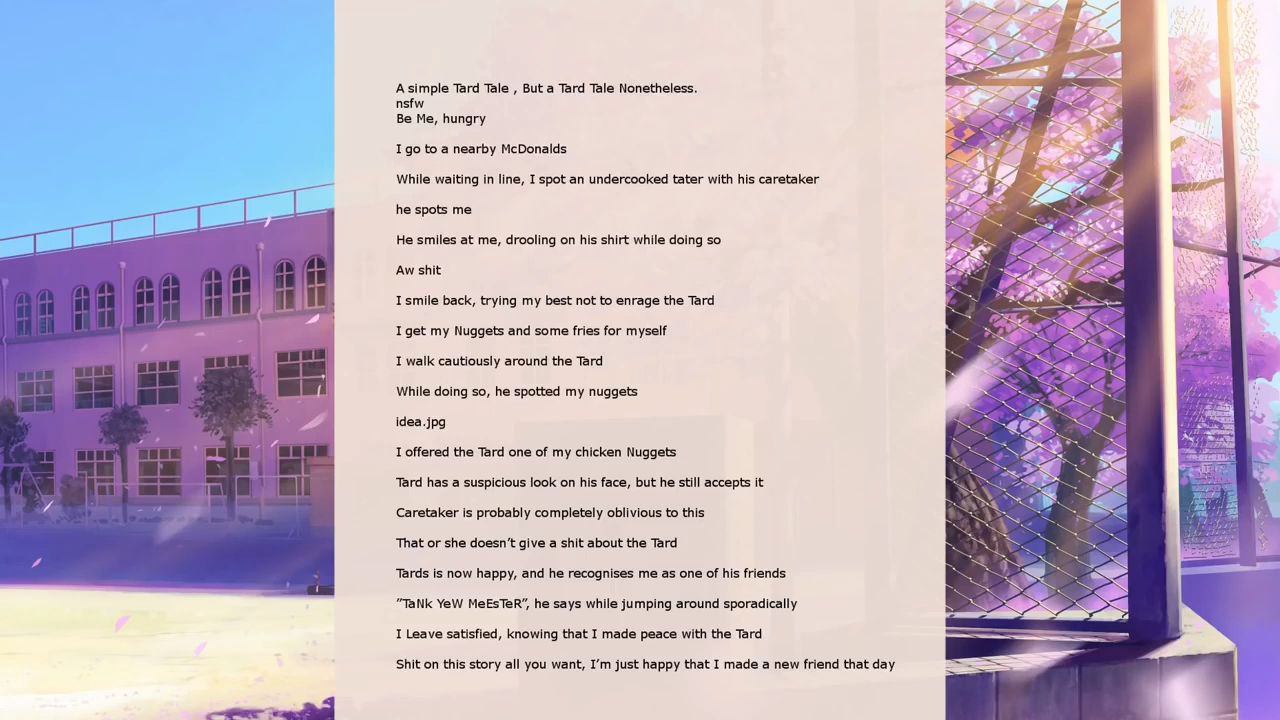 A simple Tard Tale , But a Tard Tale Nonetheless.
nsfw
Be Me, hungry
I go to a nearby McDonalds
While waiting in line, I spot an undercooked tater with his caretaker
he spots me
He smiles at me, drooling on his shirt while doing so
Aw shit
I smile back, trying my best not to enrage the Tard
I get my Nuggets and some fries for myself
I walk cautiously around the Tard
While doing so, he spotted my nuggets
idea.jpg
I offered the Tard one of my chicken Nuggets
Tard has a suspicious look on his face, but he still accepts it
Caretaker is probably completely oblivious to this
That or she doesn’t give a shit about the Tard
Tards is now happy, and he recognises me as one of his friends
”TaNk YeW MeEsTeR”, he says while jumping around sporadically
I Leave satisfied, knowing that I made peace with the Tard
Shit on this story all you want, I’m just happy that I made a new friend that day